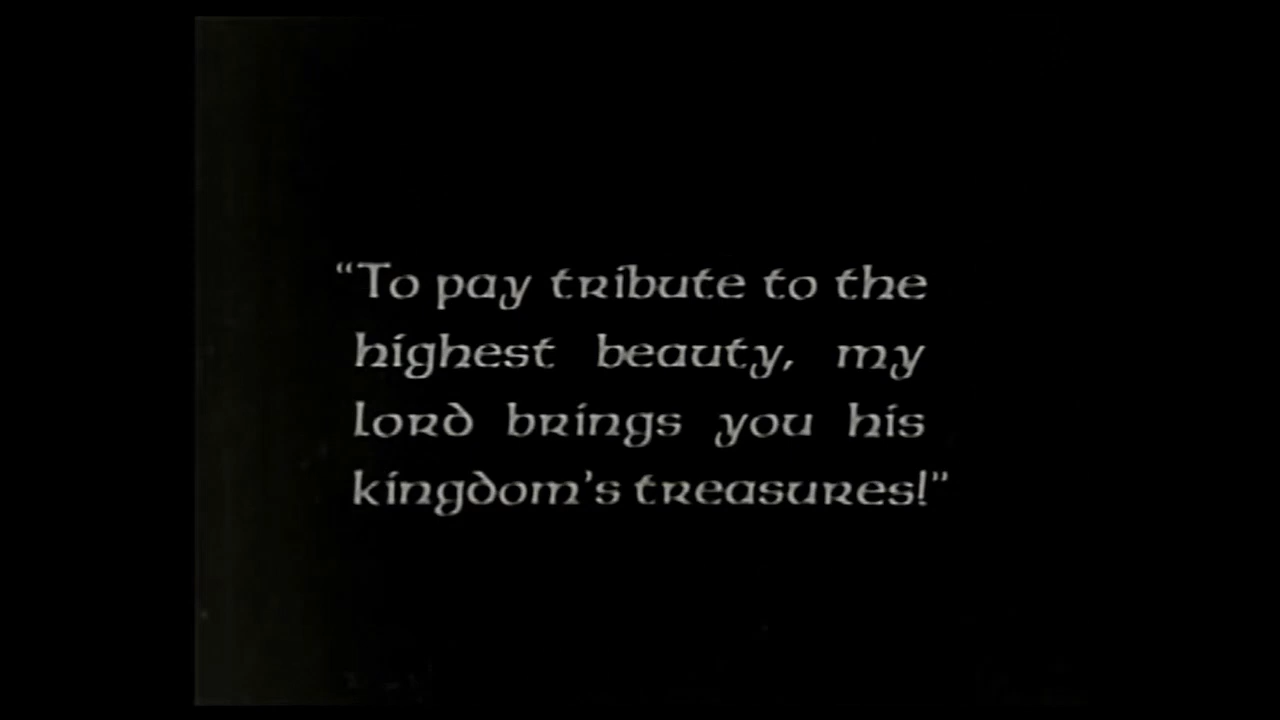 “To pay tribute to the
highest beauty, my
lord brings you his
kingdom’s treasures!”